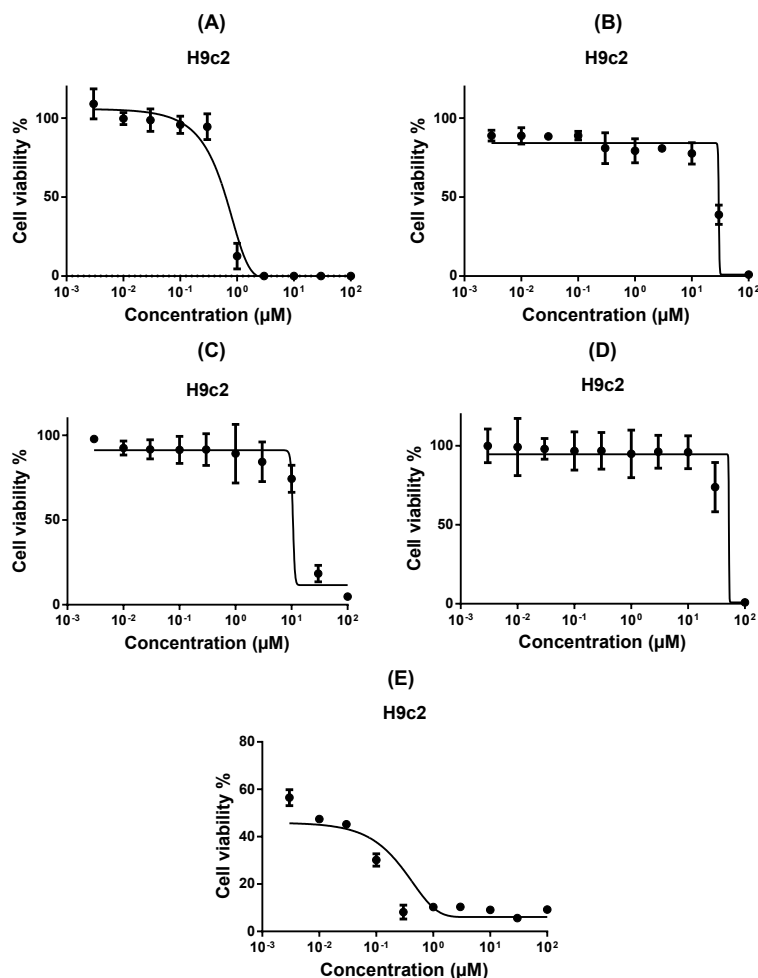 (A)
H9c2
Cell viability %
100
50
0
10⁻³ 10⁻² 10⁻¹ 10⁰ 10¹ 10²
Concentration (µM)
(B)
H9c2
Cell viability %
100
50
0
10⁻³ 10⁻² 10⁻¹ 10⁰ 10¹ 10²
Concentration (µM)
(C)
H9c2
Cell viability %
100
50
0
10⁻³ 10⁻² 10⁻¹ 10⁰ 10¹ 10²
Concentration (µM)
(D)
H9c2
Cell viability %
100
50
0
10⁻³ 10⁻² 10⁻¹ 10⁰ 10¹ 10²
Concentration (µM)
(E)
H9c2
Cell viability %
80
60
40
20
0
10⁻³ 10⁻² 10⁻¹ 10⁰ 10¹ 10²
Concentration (µM)